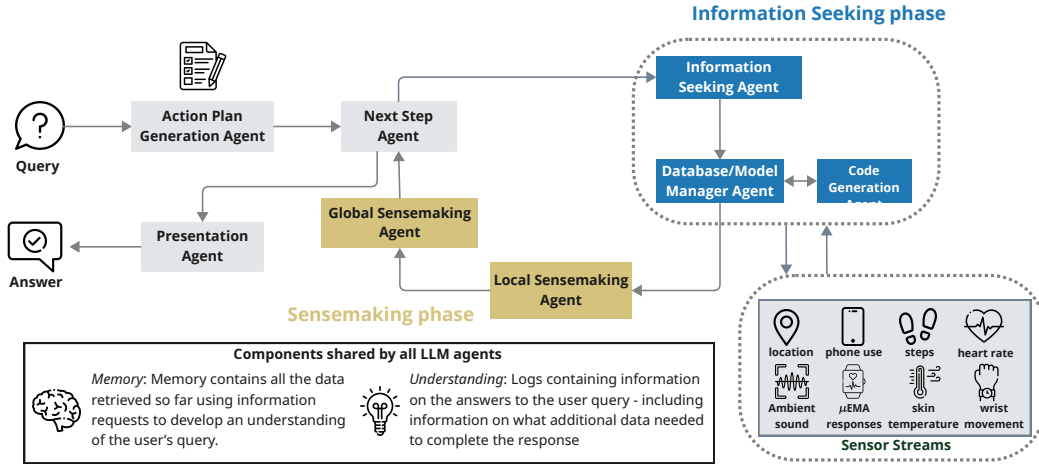 Information Seeking phase
Information
Seeking Agent
Action Plan
Generation Agent
Next Step
Agent
Query
Database/Model
Manager Agent
Code
Generation
Agent
Global Sensemaking
Agent
Presentation
Agent
Answer
Local Sensemaking
Agent
Sensemaking phase
location
phone use
steps
heart rate
Ambient
sound
μEMA
responses
skin
temperature
wrist
movement
Sensor Streams
Components shared by all LLM agents
Memory: Memory contains all the data
retrieved so far using information
requests to develop an understanding
of the user's query.
Understanding: Logs containing information
on the answers to the user query - including
information on what additional data needed
to complete the response